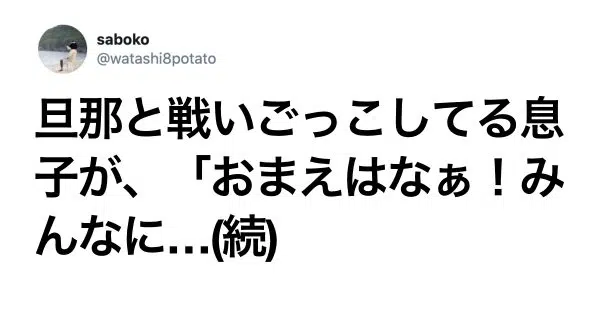 saboko
@watashi8potato
旦那と戦いごっこしてる息
子が、「おまえはなぁ！み
んなに…(続)